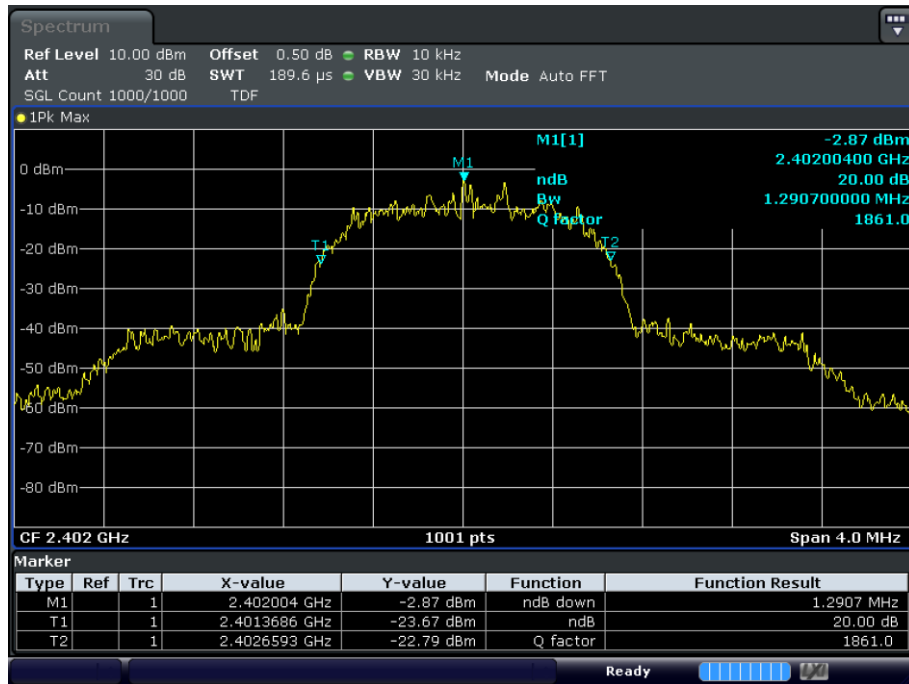 Spectrum
Ref Level 10.00 dBm Offset 0.50 dB RBW 10 kHz
Att 30 dB SWT 189.6 µs VBW 30 kHz Mode Auto FFT
SGL Count 1000/1000 TDF
1Pk Max
M1[1] -2.87 dBm
2.40200400 GHz
ndB 20.00 dB
Bw 1.290700000 MHz
Q factor 1861.0
M1
T1
T2
0 dBm
-10 dBm
-20 dBm
-30 dBm
-40 dBm
-50 dBm
-60 dBm
-70 dBm
-80 dBm
CF 2.402 GHz 1001 pts Span 4.0 MHz
Marker
Type Ref Trc X-value Y-value Function Function Result
M1 1 2.402004 GHz -2.87 dBm ndB down 1.2907 MHz
T1 1 2.4013686 GHz -23.67 dBm ndB 20.00 dB
T2 1 2.4026593 GHz -22.79 dBm Q factor 1861.0
Ready